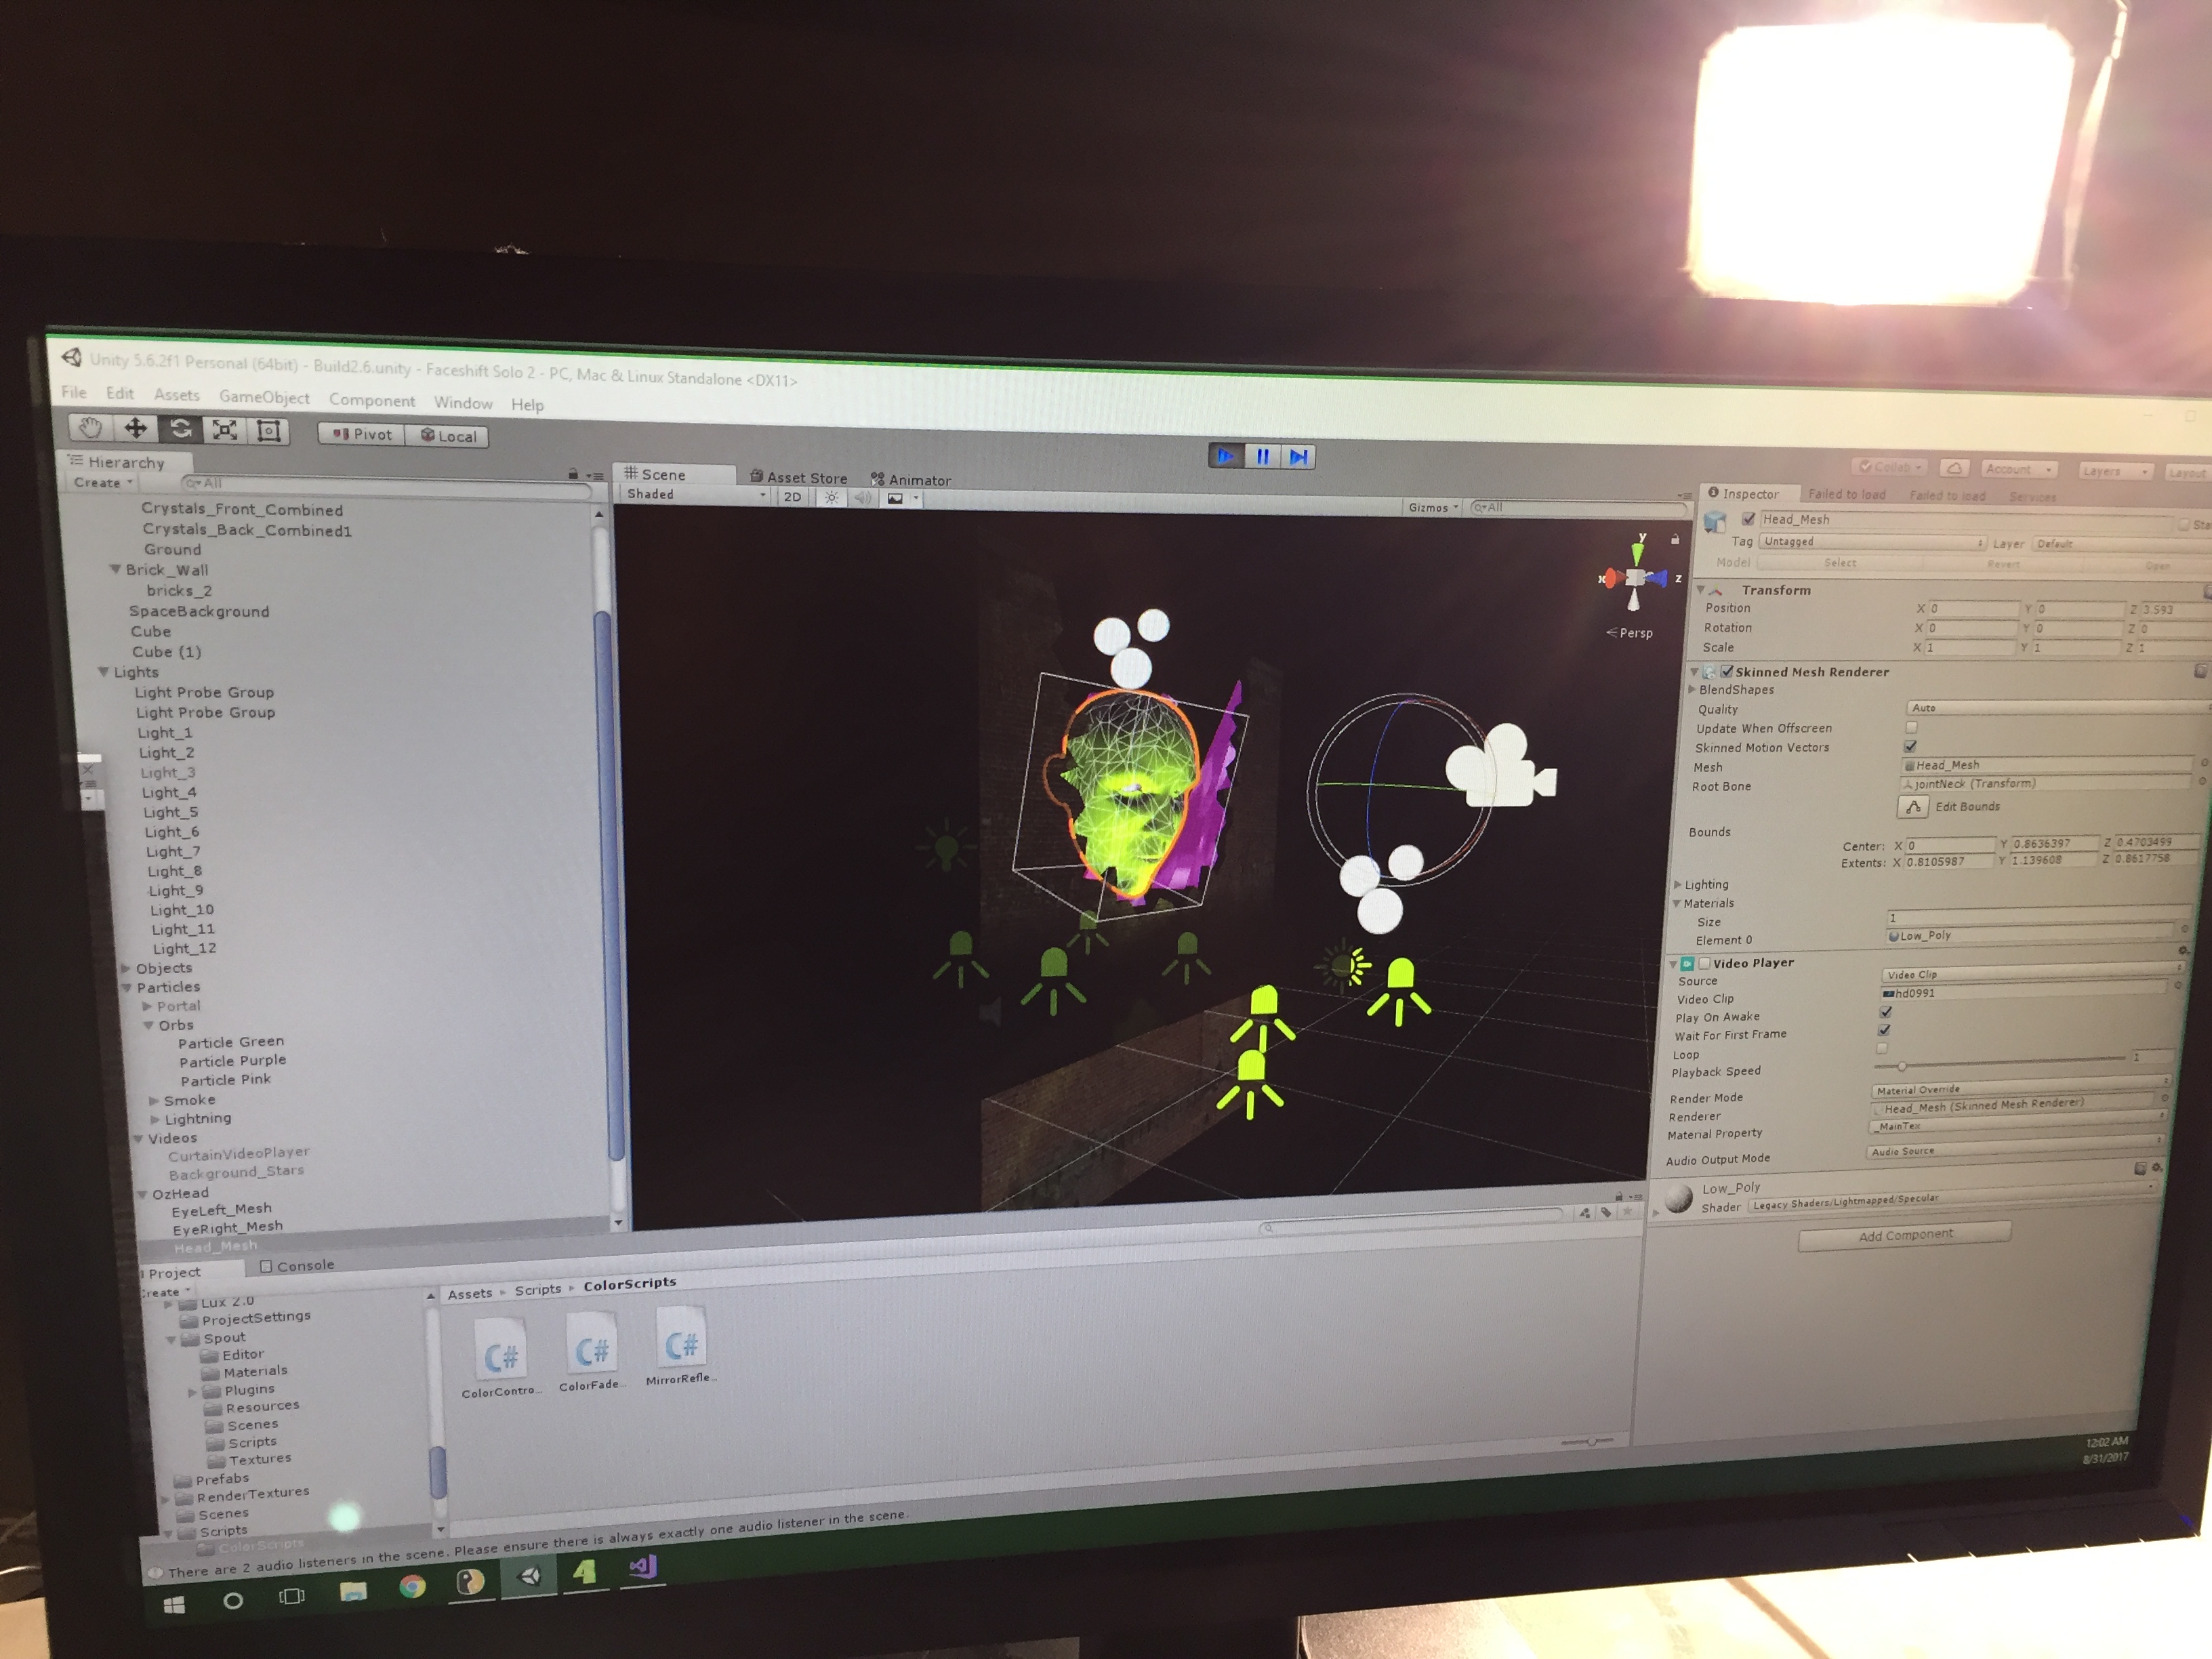 Unity 5.6.2f1 Personal (64bit) - Build2.6.unity - Faceshift Solo 2 - PC, Mac & Linux Standalone <DX11>
File Edit Assets GameObject Component Window Help
Pivot Local
Collab Account Layers Layout
Hierarchy
Create All
Crystals_Front_Combined
Crystals_Back_Combined1
Ground
Brick_Wall
bricks_2
SpaceBackground
Cube
Cube (1)
Lights
Light Probe Group
Light Probe Group
Light_1
Light_2
Light_3
Light_4
Light_5
Light_6
Light_7
Light_8
Light_9
Light_10
Light_11
Light_12
Objects
Particles
Portal
Orbs
Particle Green
Particle Purple
Particle Pink
Smoke
Lightning
Videos
CurtainVideoPlayer
Background_Stars
OzHead
EyeLeft_Mesh
EyeRight_Mesh
Head_Mesh
Scene Asset Store Animator
Shaded 2D Gizmos All
y
x z
Persp
Inspector Failed to load Failed to load Services
Head_Mesh Sta
Tag Untagged Layer Default
Model Select Revert Open
Transform
Position X 0 Y 0 Z 3.593
Rotation X 0 Y 0 Z 0
Scale X 1 Y 1 Z 1
Skinned Mesh Renderer
BlendShapes
Quality Auto
Update When Offscreen
Skinned Motion Vectors
Mesh Head_Mesh
Root Bone jointNeck (Transform)
Edit Bounds
Bounds
Center: X 0 Y 0.8636397 Z 0.4703499
Extents: X 0.8105987 Y 1.139608 Z 0.8617758
Lighting
Materials
Size 1
Element 0 Low_Poly
Video Player
Source Video Clip
Video Clip hd0991
Play On Awake
Wait For First Frame
Loop
Playback Speed 1
Render Mode Material Override
Renderer Head_Mesh (Skinned Mesh Renderer)
Material Property _MainTex
Audio Output Mode Audio Source
Low_Poly
Shader Legacy Shaders/Lightmapped/Specular
Add Component
Project Console
Create
Lux 2.0
ProjectSettings
Spout
Editor
Materials
Plugins
Resources
Scenes
Scripts
Textures
Prefabs
RenderTextures
Scenes
Scripts
ColorScripts
Assets Scripts ColorScripts
C# C# C#
ColorContro... ColorFade... MirrorRefle...
There are 2 audio listeners in the scene. Please ensure there is always exactly one audio listener in the scene.
12:02 AM
8/31/2017